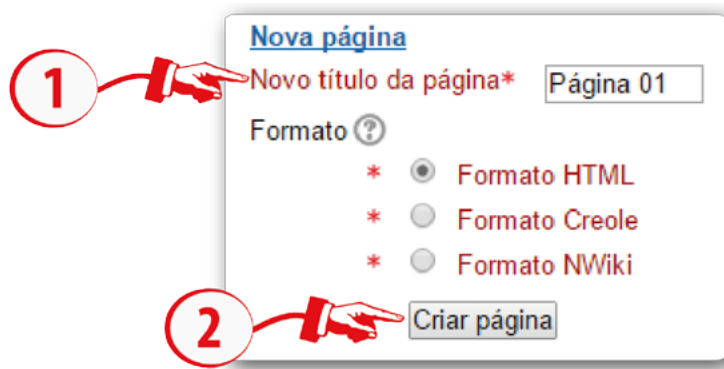 Nova página
1
Novo título da página* Página 01
Formato ?
* Formato HTML
* Formato Creole
* Formato NWiki
2
Criar página